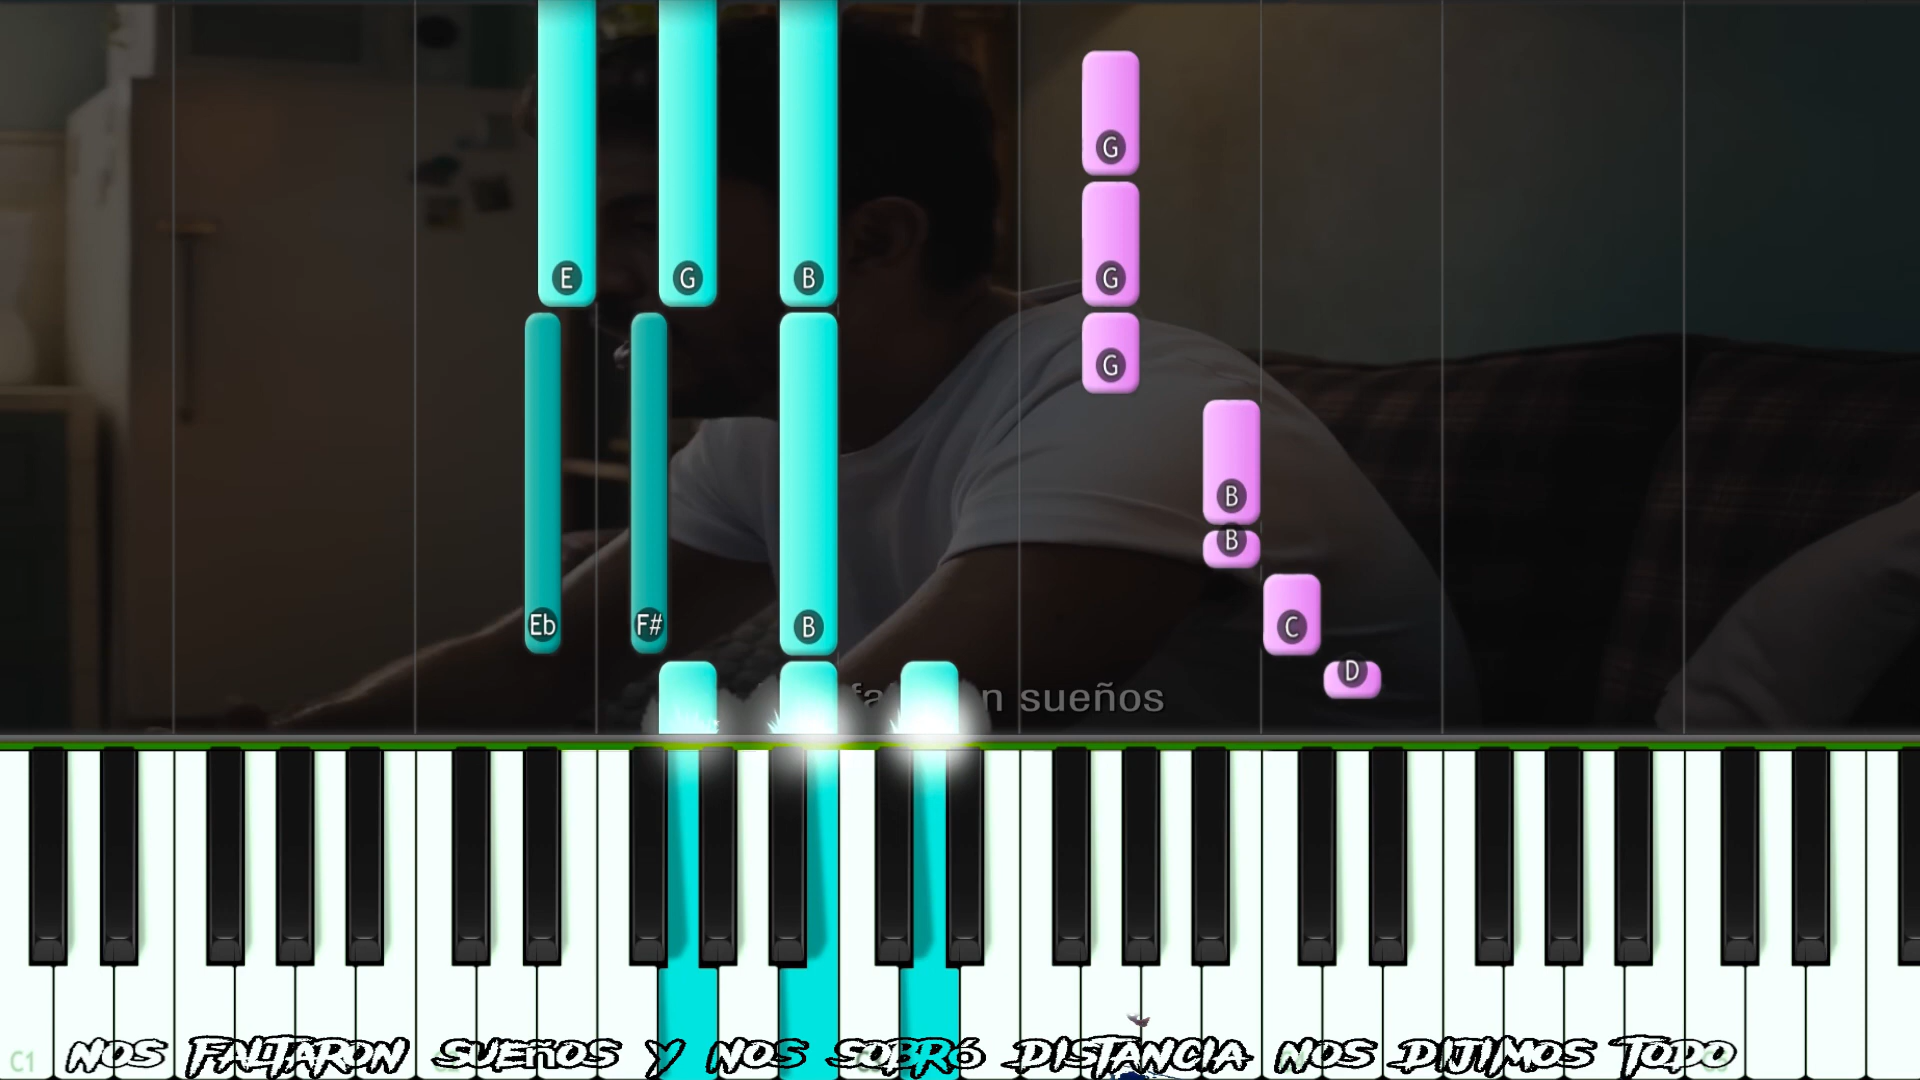 G
E G B G
G
B
B
Eb F# B C
D
sueños
C1 NOS FALTARON SUEñOS Y NOS SOBRó DISTANCIA NOS DIJIMOS TODO